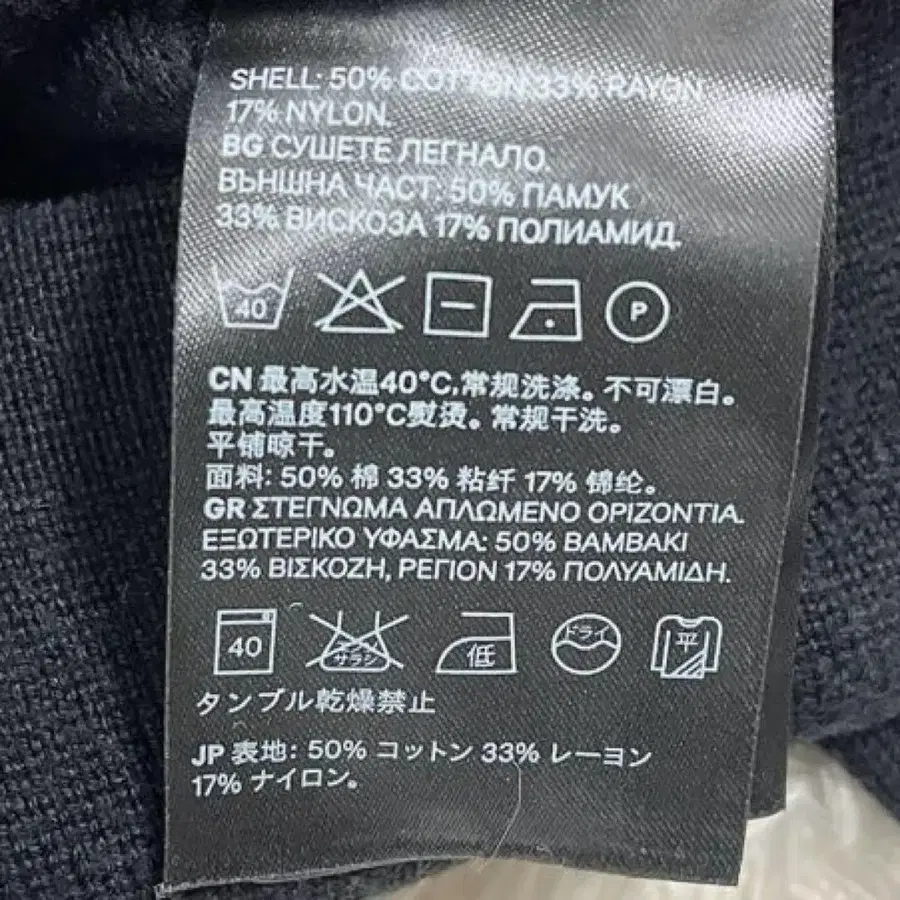 SHELL: 50% COTTON 33% RAYON
17% NYLON.
BG СУШЕТЕ ЛЕГНАЛО.
ВЪНШНА ЧАСТ: 50% ПАМУК
33% ВИСКОЗА 17% ПОЛИАМИД.
40 P
CN 最高水温40°C,常规洗涤。不可漂白。
最高温度110°C熨烫。常规干洗。
平铺晾干。
面料: 50% 棉 33% 粘纤 17% 锦纶。
GR ΣΤΕΓΝΩΜΑ ΑΠΛΩΜΕΝΟ ΟΡΙΖΟΝΤΙΑ.
ΕΞΩΤΕΡΙΚΟ ΥΦΑΣΜΑ: 50% ΒΑΜΒΑΚΙ
33% ΒΙΣΚΟΖΗ, ΡΕΓΙΟΝ 17% ΠΟΛΥΑΜΙΔΗ.
40 エンソサラシ 低 ドライ 平
タンブル乾燥禁止
JP 表地: 50% コットン 33% レーヨン
17% ナイロン。